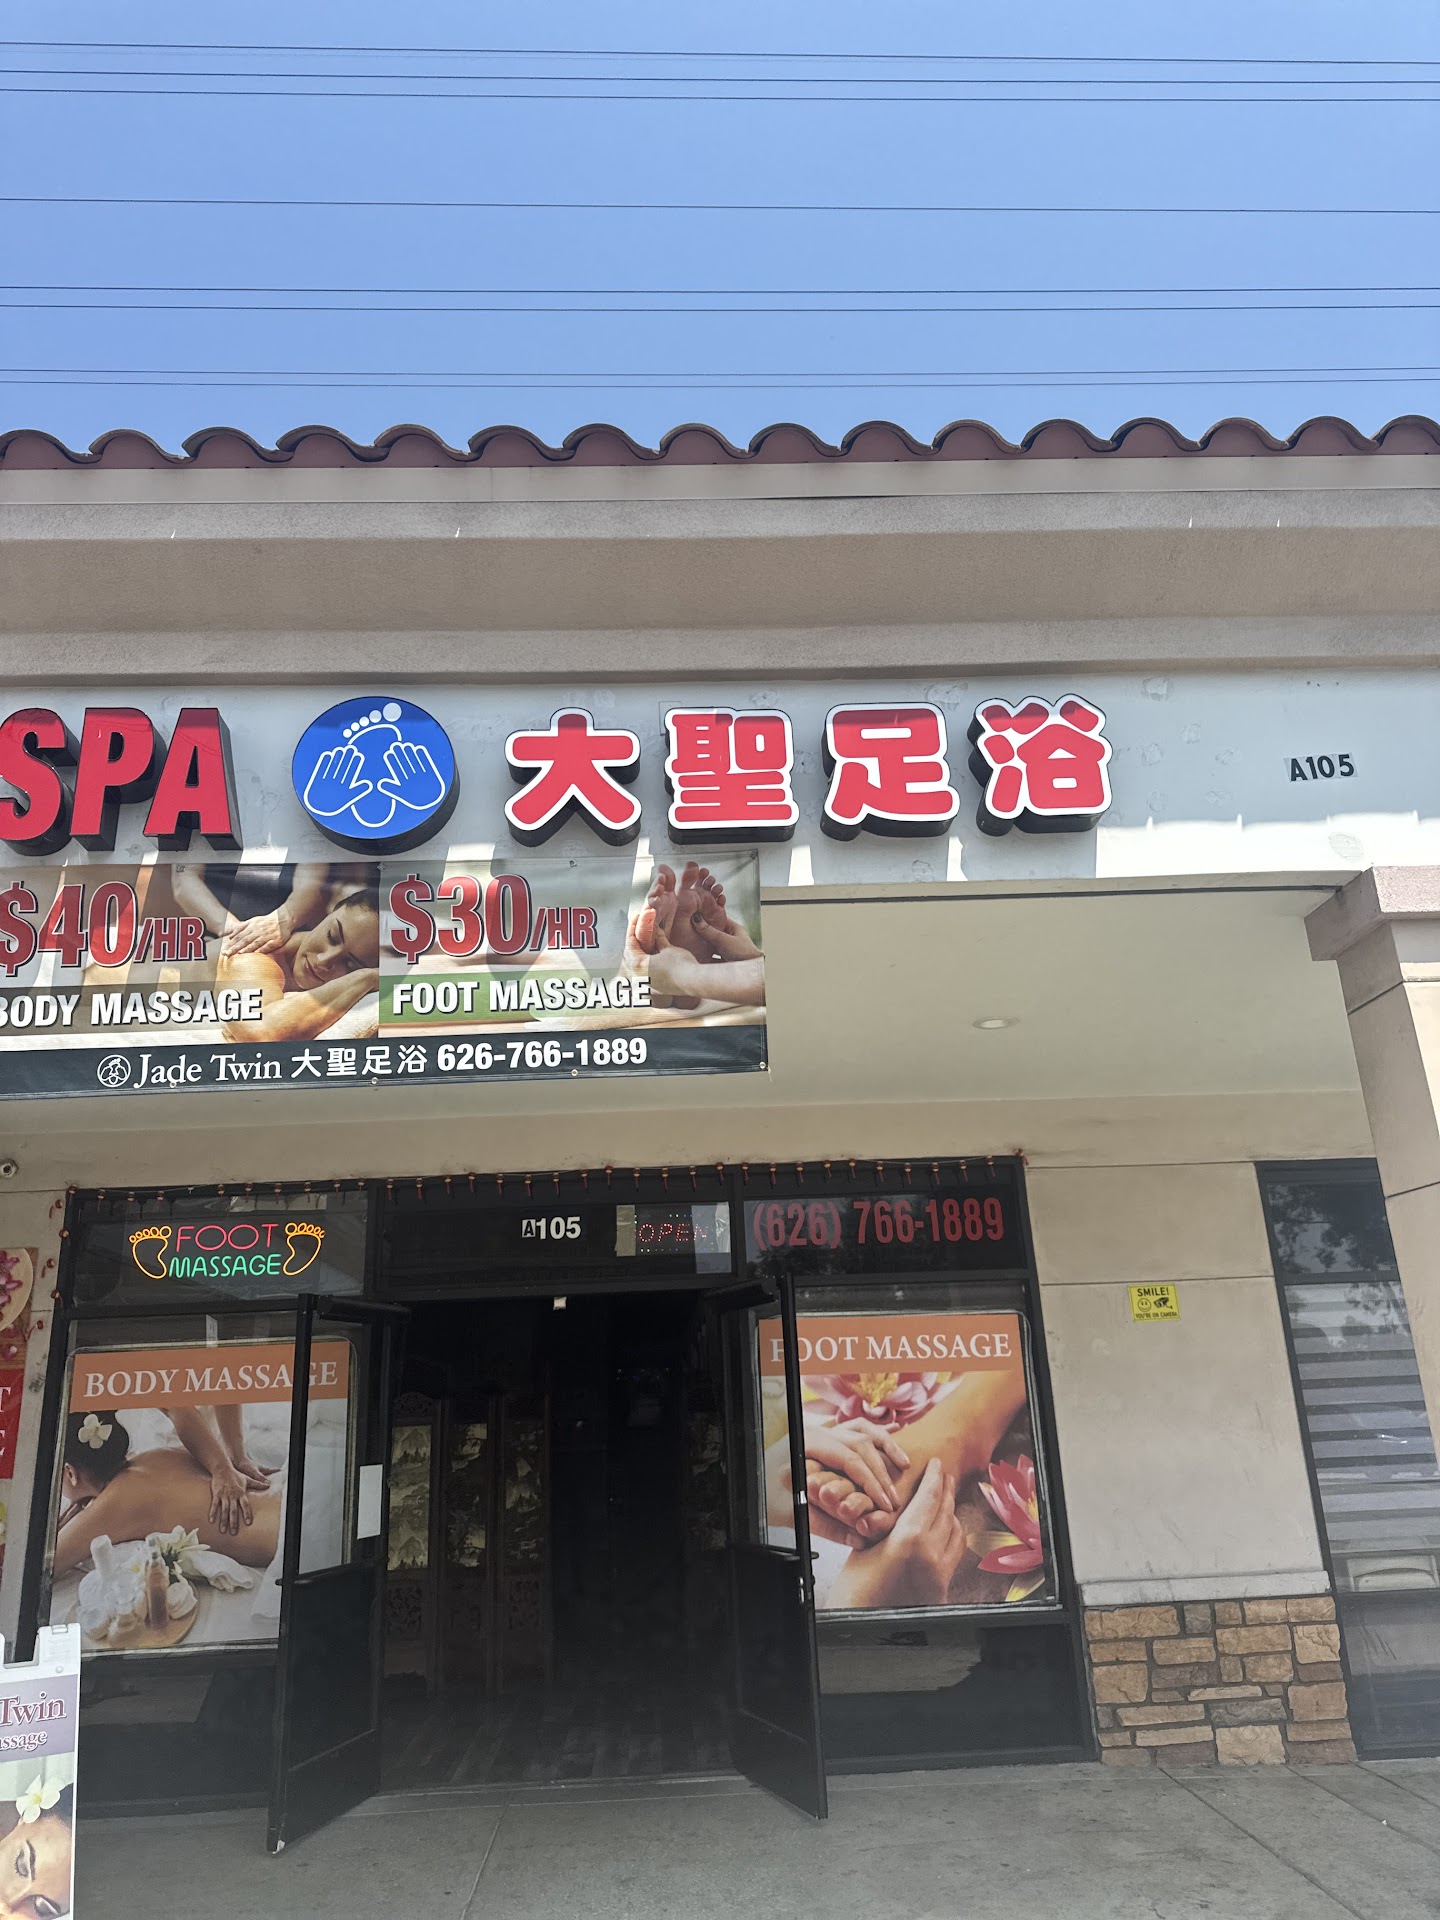 SPA 大聖足浴
A105
$40/HR
BODY MASSAGE
$30/HR
FOOT MASSAGE
Jade Twin 大聖足浴 626-766-1889
FOOT
MASSAGE
A105
OPEN
(626) 766-1889
SMILE!
YOU'RE ON CAMERA
BODY MASSAGE
FOOT MASSAGE
T
E
Twin
ssage